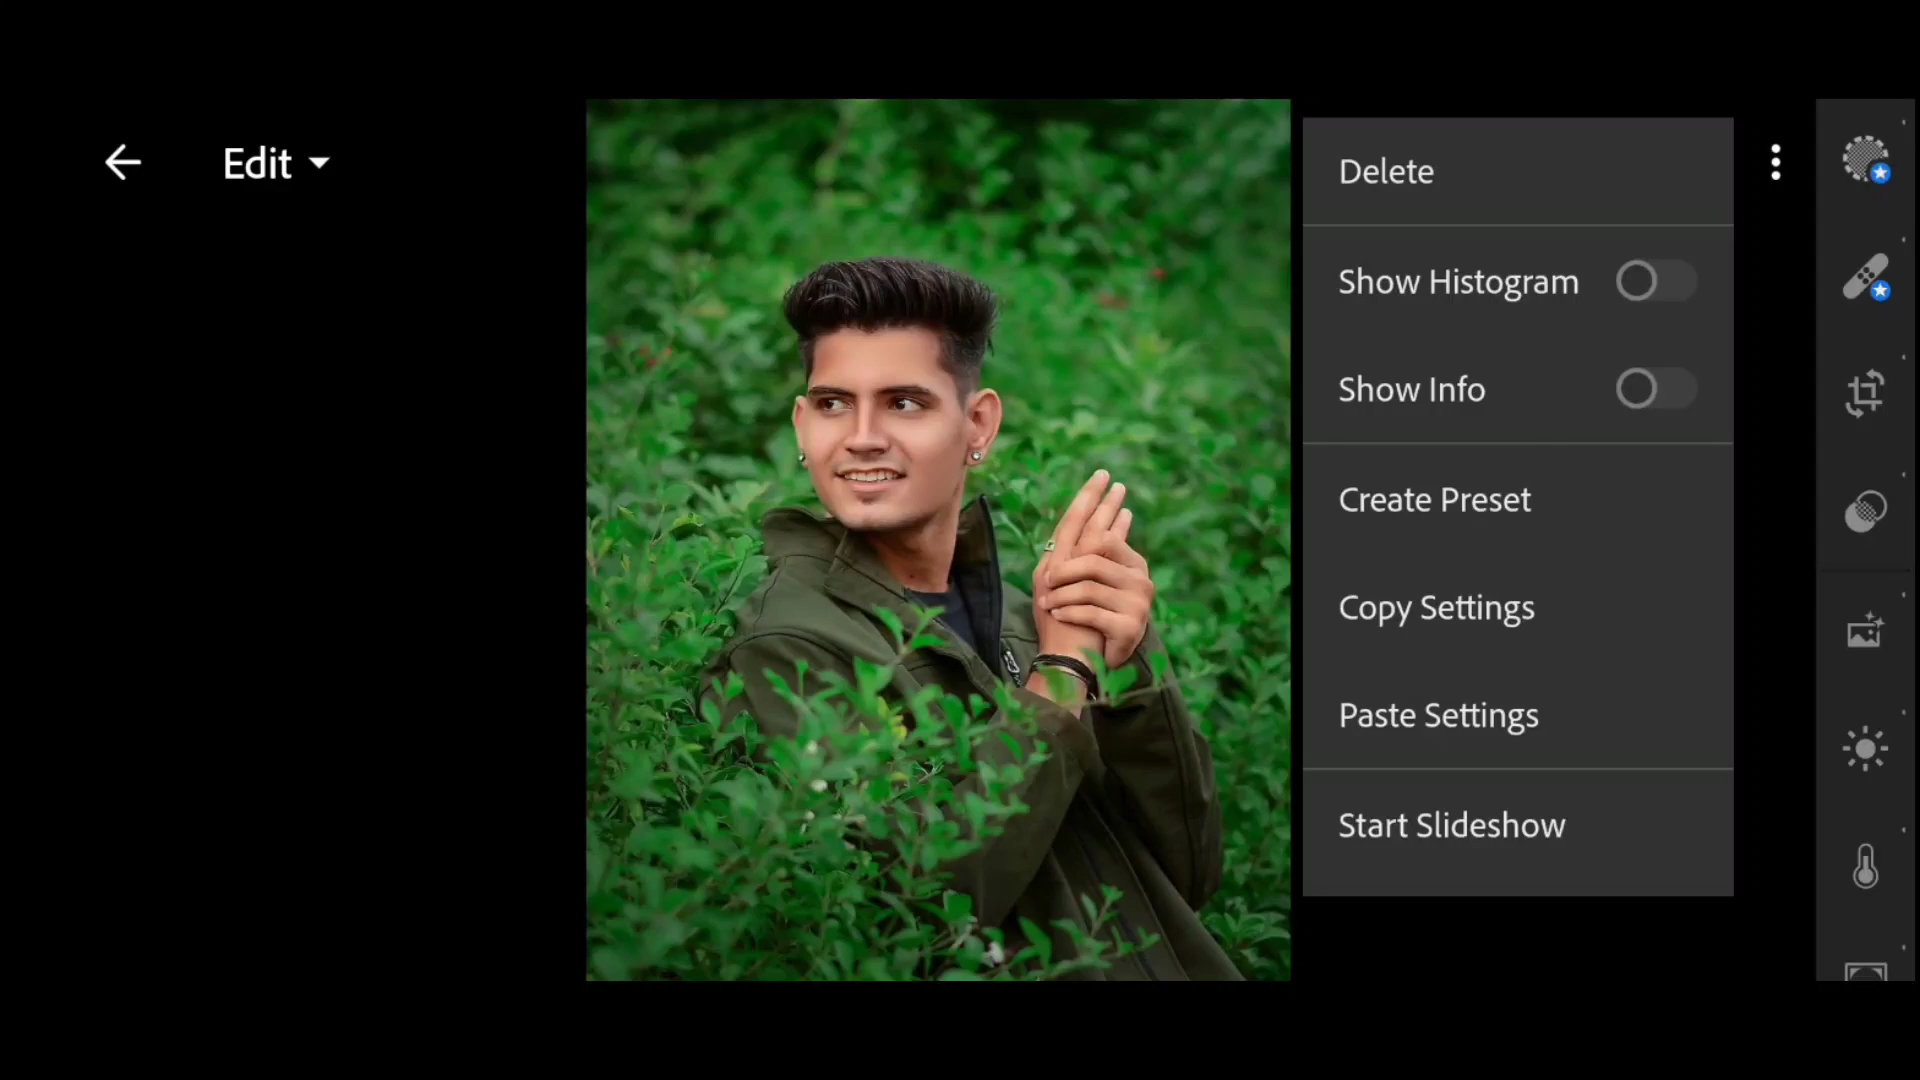 Edit
Delete
Show Histogram
Show Info
Create Preset
Copy Settings
Paste Settings
Start Slideshow